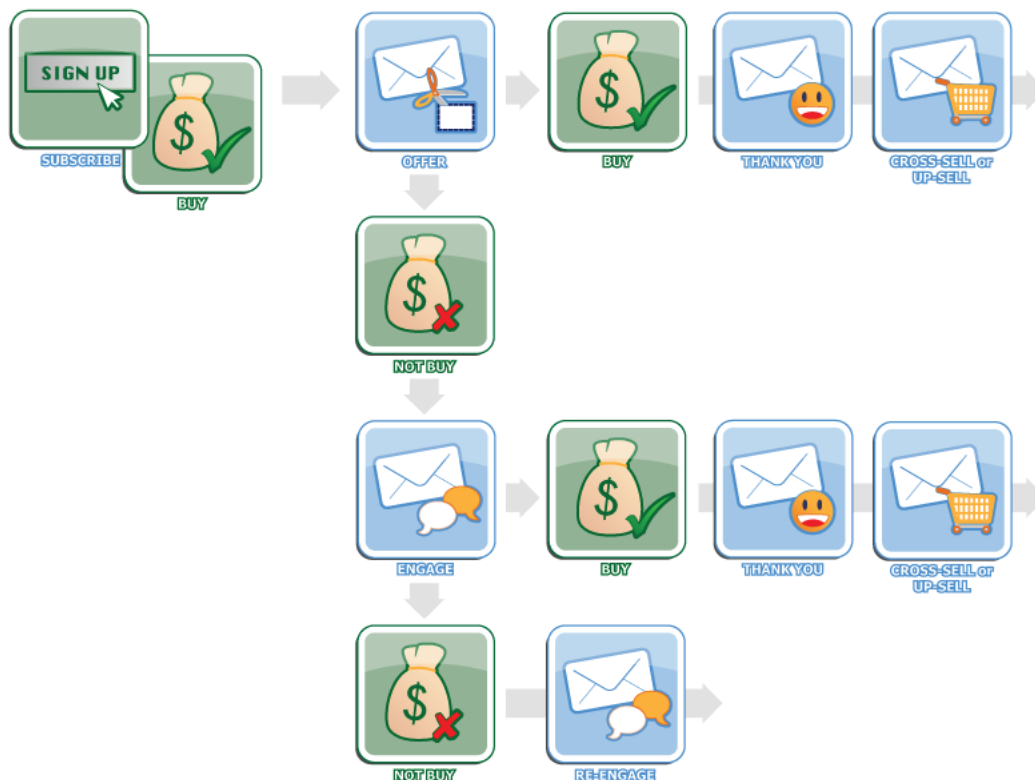 SIGN UP
SUBSCRIBE
$
BUY
OFFER
$
BUY
THANK YOU
CROSS-SELL or
UP-SELL
$
NOT BUY
ENGAGE
$
BUY
THANK YOU
CROSS-SELL or
UP-SELL
$
NOT BUY
RE-ENGAGE